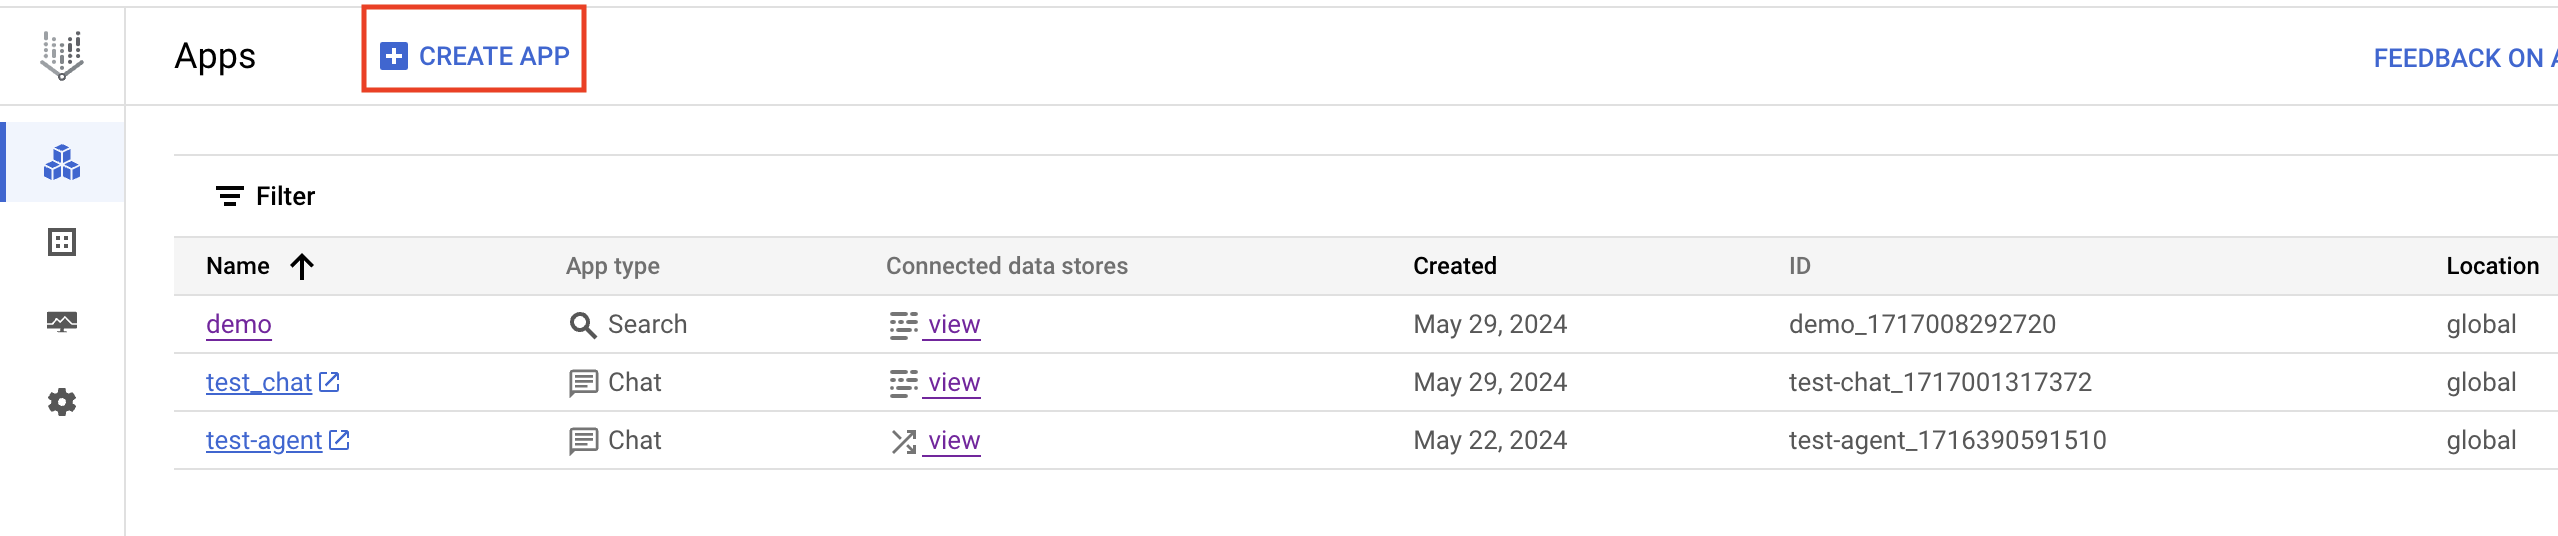 Apps CREATE APP FEEDBACK ON
Filter
Name App type Connected data stores Created ID Location
demo Search view May 29, 2024 demo_1717008292720 global
test_chat Chat view May 29, 2024 test-chat_1717001317372 global
test-agent Chat view May 22, 2024 test-agent_1716390591510 global